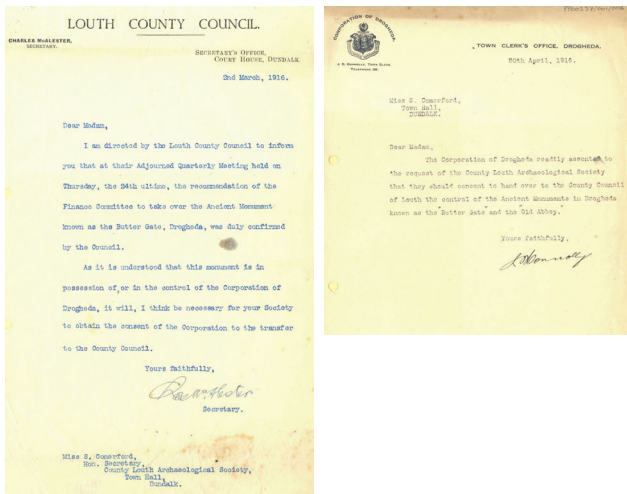 LOUTH COUNTY COUNCIL.
CHARLES McALESTER,
SECRETARY.
SECRETARY'S OFFICE,
COURT HOUSE, DUNDALK
2nd March, 1916.
Dear Madam,
I am directed by the Louth County Council to inform
you that at their Adjourned Quarterly Meeting held on
Thursday, the 24th ultimo, the recommendation of the
Finance Committee to take over the Ancient Monument
known as the Butter Gate, Drogheda, was duly confirmed
by the Council.
As it is understood that this monument is in
possession of, or in the control of the Corporation of
Drogheda, it will, I think be necessary for your Society
to obtain the consent of the Corporation to the transfer
to the County Council.
Yours faithfully,
Secretary.
Miss S. Comerford,
Hon. Secretary,
County Louth Archaeological Society,
Town Hall,
Dundalk.
CORPORATION OF DROGHEDA.
J. S. CONNOLLY, TOWN CLERK.
TOWN CLERK'S OFFICE, DROGHEDA.
20th April, 1916.
Miss S. Comerford,
Town Hall,
DUNDALK.
Dear Madam,
The Corporation of Drogheda readily assented to
the request of the County Louth Archaeological Society
that they should consent to hand over to the County Council
of Louth the control of the Ancient Monuments in Drogheda
known as the "Butter Gate" and the "Old Abbey.
Yours faithfully,
Connolly